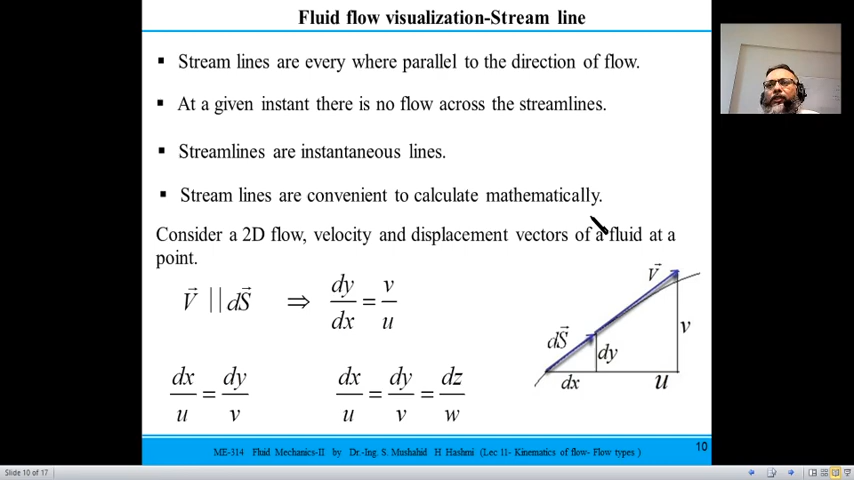 Fluid flow visualization-Stream line
▪ Stream lines are every where parallel to the direction of flow.
▪ At a given instant there is no flow across the streamlines.
▪ Streamlines are instantaneous lines.
▪ Stream lines are convenient to calculate mathematically.
Consider a 2D flow, velocity and displacement vectors of a fluid at a
point.
V⃗ || dS⃗ ⇒ dy/dx = v/u
dx/u = dy/v
dx/u = dy/v = dz/w
V⃗
v
dS⃗
dy
dx
u
ME-314 Fluid Mechanics-II by Dr.-Ing. S. Mushahid H Hashmi (Lec 11- Kinematics of flow- Flow types )
10
Slide 10 of 17